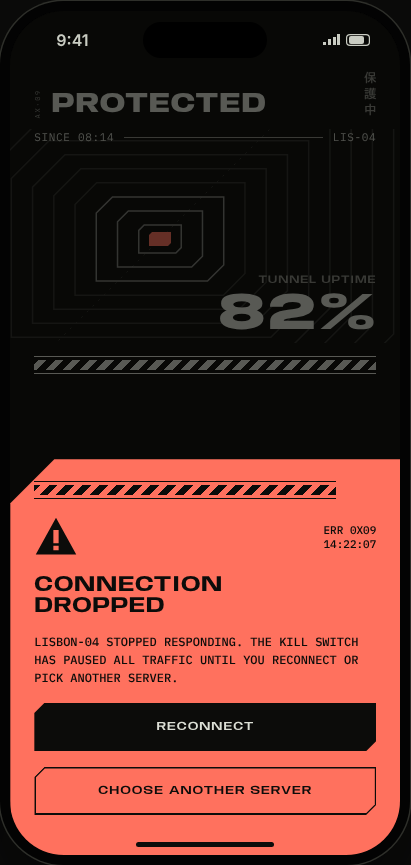 9:41
PROTECTED
保護中
SINCE 08:14
LIS-04
TUNNEL UPTIME
82%
ERR 0X09
14:22:07
CONNECTION
DROPPED
LISBON-04 STOPPED RESPONDING. THE KILL SWITCH
HAS PAUSED ALL TRAFFIC UNTIL YOU RECONNECT OR
PICK ANOTHER SERVER.
RECONNECT
CHOOSE ANOTHER SERVER